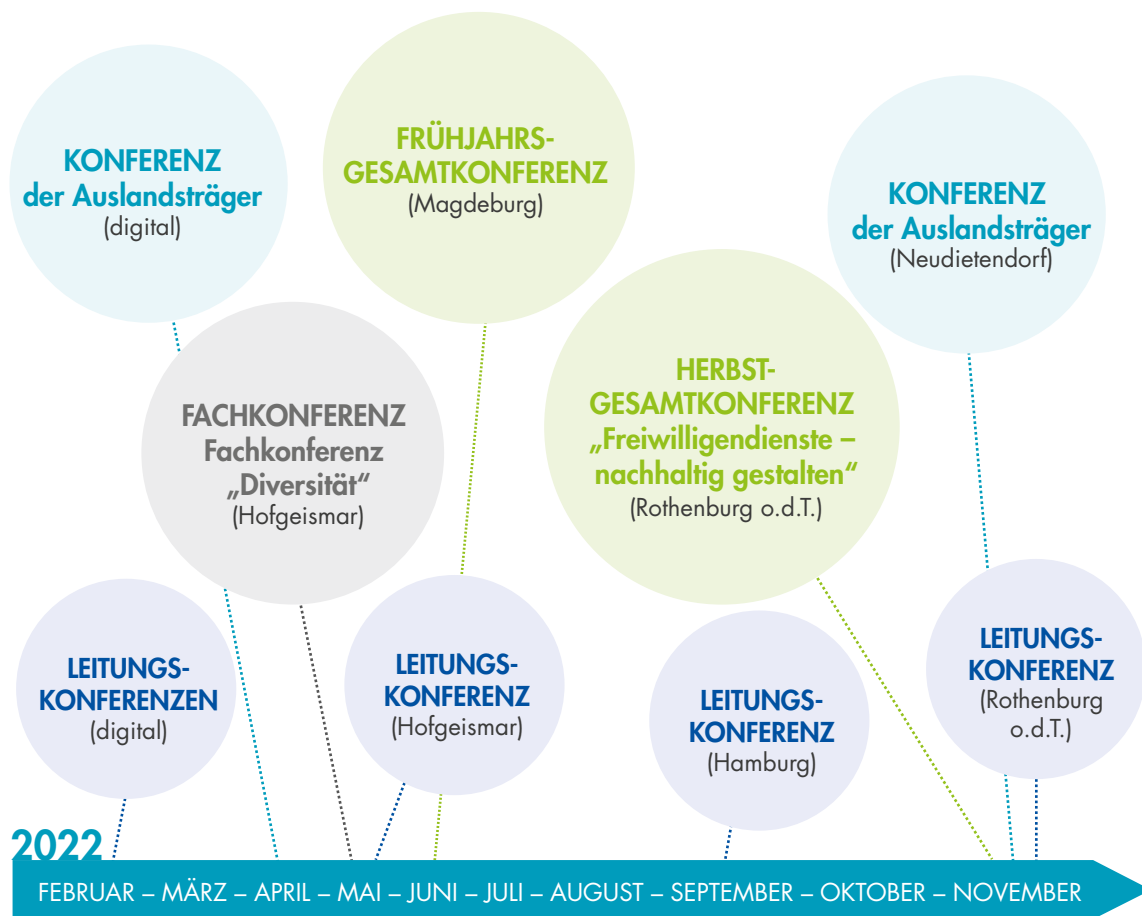 KONFERENZ
der Auslandsträger
(digital)
FRÜHJAHRS-
GESAMTKONFERENZ
(Magdeburg)
KONFERENZ
der Auslandsträger
(Neudietendorf)
FACHKONFERENZ
Fachkonferenz
„Diversität“
(Hofgeismar)
HERBST-
GESAMTKONFERENZ
„Freiwilligendienste –
nachhaltig gestalten“
(Rothenburg o.d.T.)
LEITUNGS-
KONFERENZEN
(digital)
LEITUNGS-
KONFERENZ
(Hofgeismar)
LEITUNGS-
KONFERENZ
(Hamburg)
LEITUNGS-
KONFERENZ
(Rothenburg
o.d.T.)
2022
FEBRUAR – MÄRZ – APRIL – MAI – JUNI – JULI – AUGUST – SEPTEMBER – OKTOBER – NOVEMBER